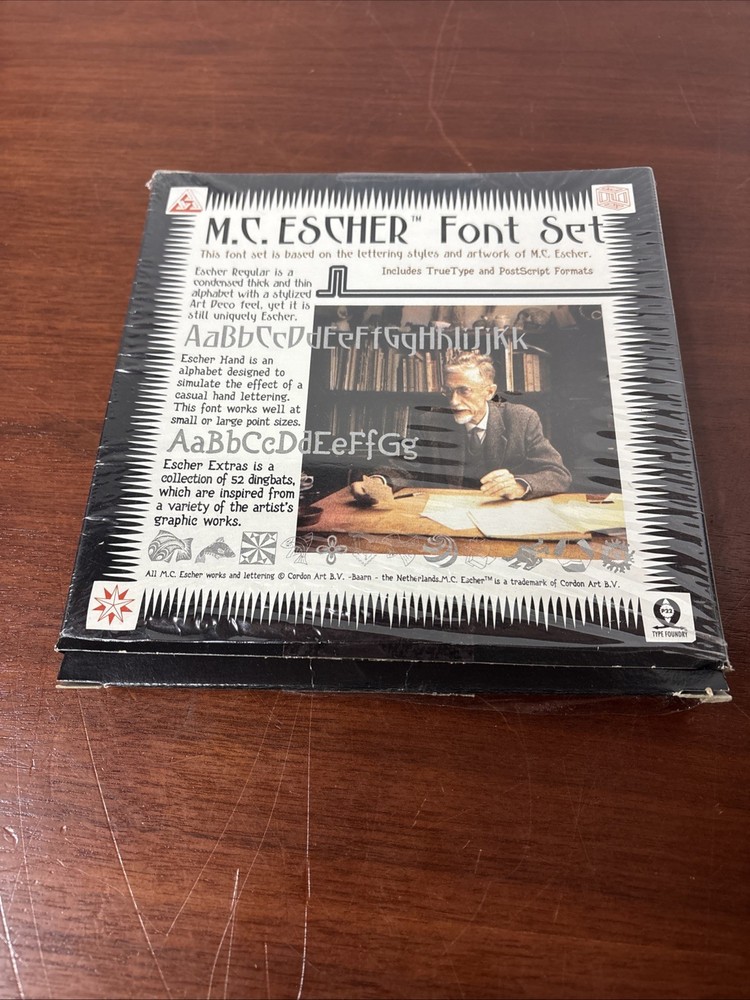 M.C. ESCHER™ Font Set
This font set is based on the lettering styles and artwork of M.C. Escher.
Includes TrueType and PostScript Formats
Escher Regular is a
condensed thick and thin
alphabet with a stylized
Art Deco feel, yet it is
still uniquely Escher.
AaBbCcDdEeFfGgHhIiJjKk
Escher Hand is an
alphabet designed to
simulate the effect of a
casual hand lettering.
This font works well at
small or large point sizes.
AaBbCcDdEeFfGg
Escher Extras is a
collection of 52 dingbats,
which are inspired from
a variety of the artist's
graphic works.
All M.C. Escher works and lettering © Cordon Art B.V. -Baarn - the Netherlands.M.C. Escher™ is a trademark of Cordon Art B.V.
P22
TYPE FOUNDRY